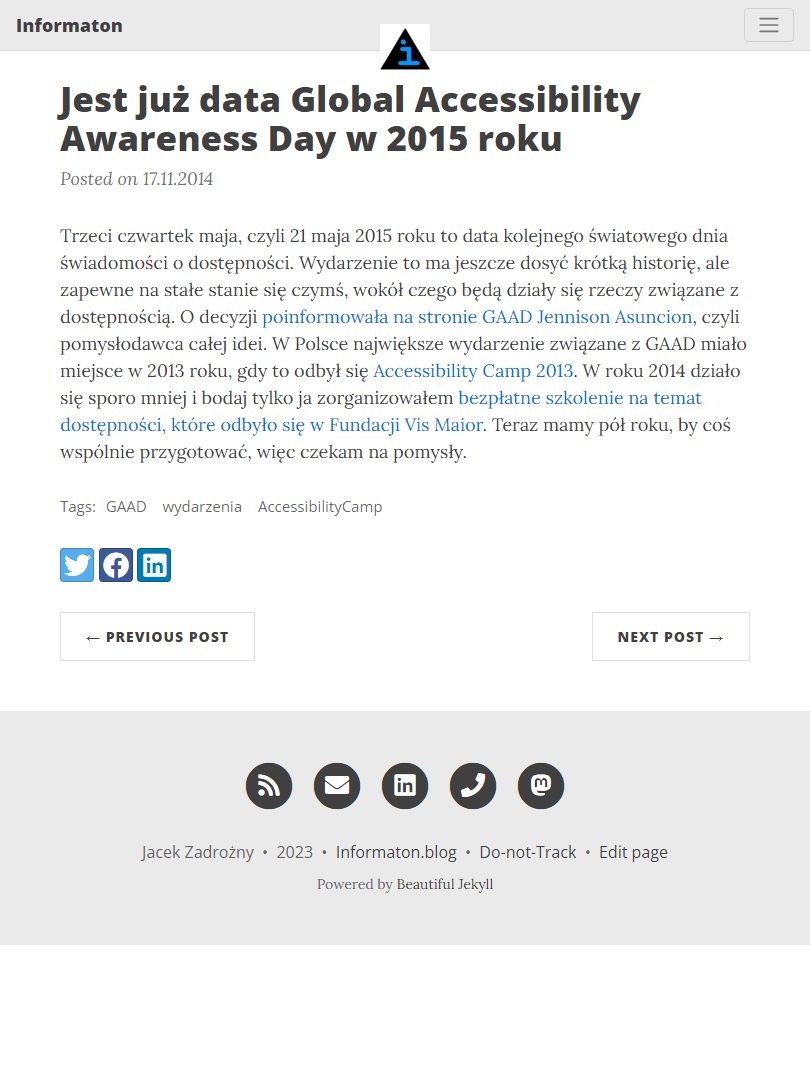 Informaton
Jest już data Global Accessibility
Awareness Day w 2015 roku
Posted on 17.11.2014
Trzeci czwartek maja, czyli 21 maja 2015 roku to data kolejnego światowego dnia
świadomości o dostępności. Wydarzenie to ma jeszcze dosyć krótką historię, ale
zapewne na stałe stanie się czymś, wokół czego będą działy się rzeczy związane z
dostępnością. O decyzji poinformowała na stronie GAAD Jennison Asuncion, czyli
pomysłodawca całej idei. W Polsce największe wydarzenie związane z GAAD miało
miejsce w 2013 roku, gdy to odbył się Accessibility Camp 2013. W roku 2014 działo
się sporo mniej i bodaj tylko ja zorganizowałem bezpłatne szkolenie na temat
dostępności, które odbyło się w Fundacji Vis Maior. Teraz mamy pół roku, by coś
wspólnie przygotować, więc czekam na pomysły.
Tags: GAAD wydarzenia AccessibilityCamp
← PREVIOUS POST NEXT POST →
Jacek Zadrożny • 2023 • Informaton.blog • Do-not-Track • Edit page
Powered by Beautiful Jekyll